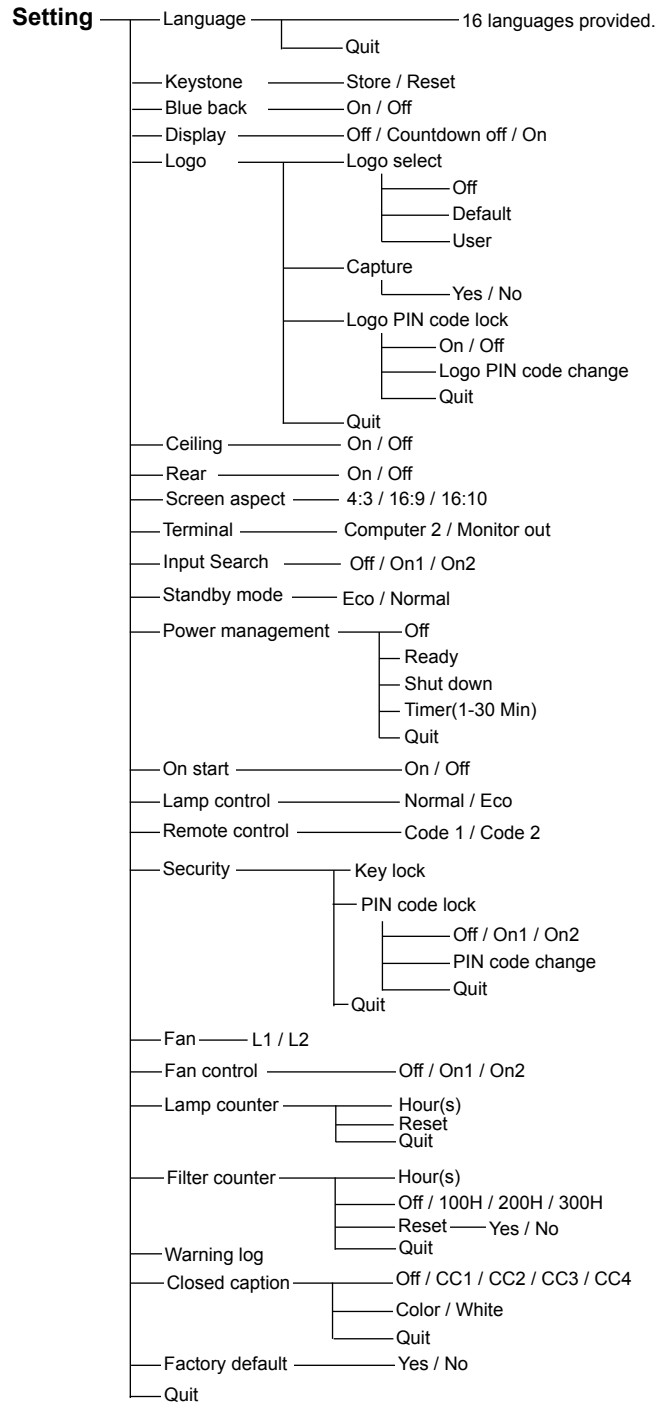 Setting Language 16 languages provided.
Quit
Keystone Store / Reset
Blue back On / Off
Display Off / Countdown off / On
Logo Logo select
Off
Default
User
Capture
Yes / No
Logo PIN code lock
On / Off
Logo PIN code change
Quit
Quit
Ceiling On / Off
Rear On / Off
Screen aspect 4:3 / 16:9 / 16:10
Terminal Computer 2 / Monitor out
Input Search Off / On1 / On2
Standby mode Eco / Normal
Power management Off
Ready
Shut down
Timer(1-30 Min)
Quit
On start On / Off
Lamp control Normal / Eco
Remote control Code 1 / Code 2
Security Key lock
PIN code lock
Off / On1 / On2
PIN code change
Quit
Quit
Fan L1 / L2
Fan control Off / On1 / On2
Lamp counter Hour(s)
Reset
Quit
Filter counter Hour(s)
Off / 100H / 200H / 300H
Reset Yes / No
Quit
Warning log
Closed caption Off / CC1 / CC2 / CC3 / CC4
Color / White
Quit
Factory default Yes / No
Quit